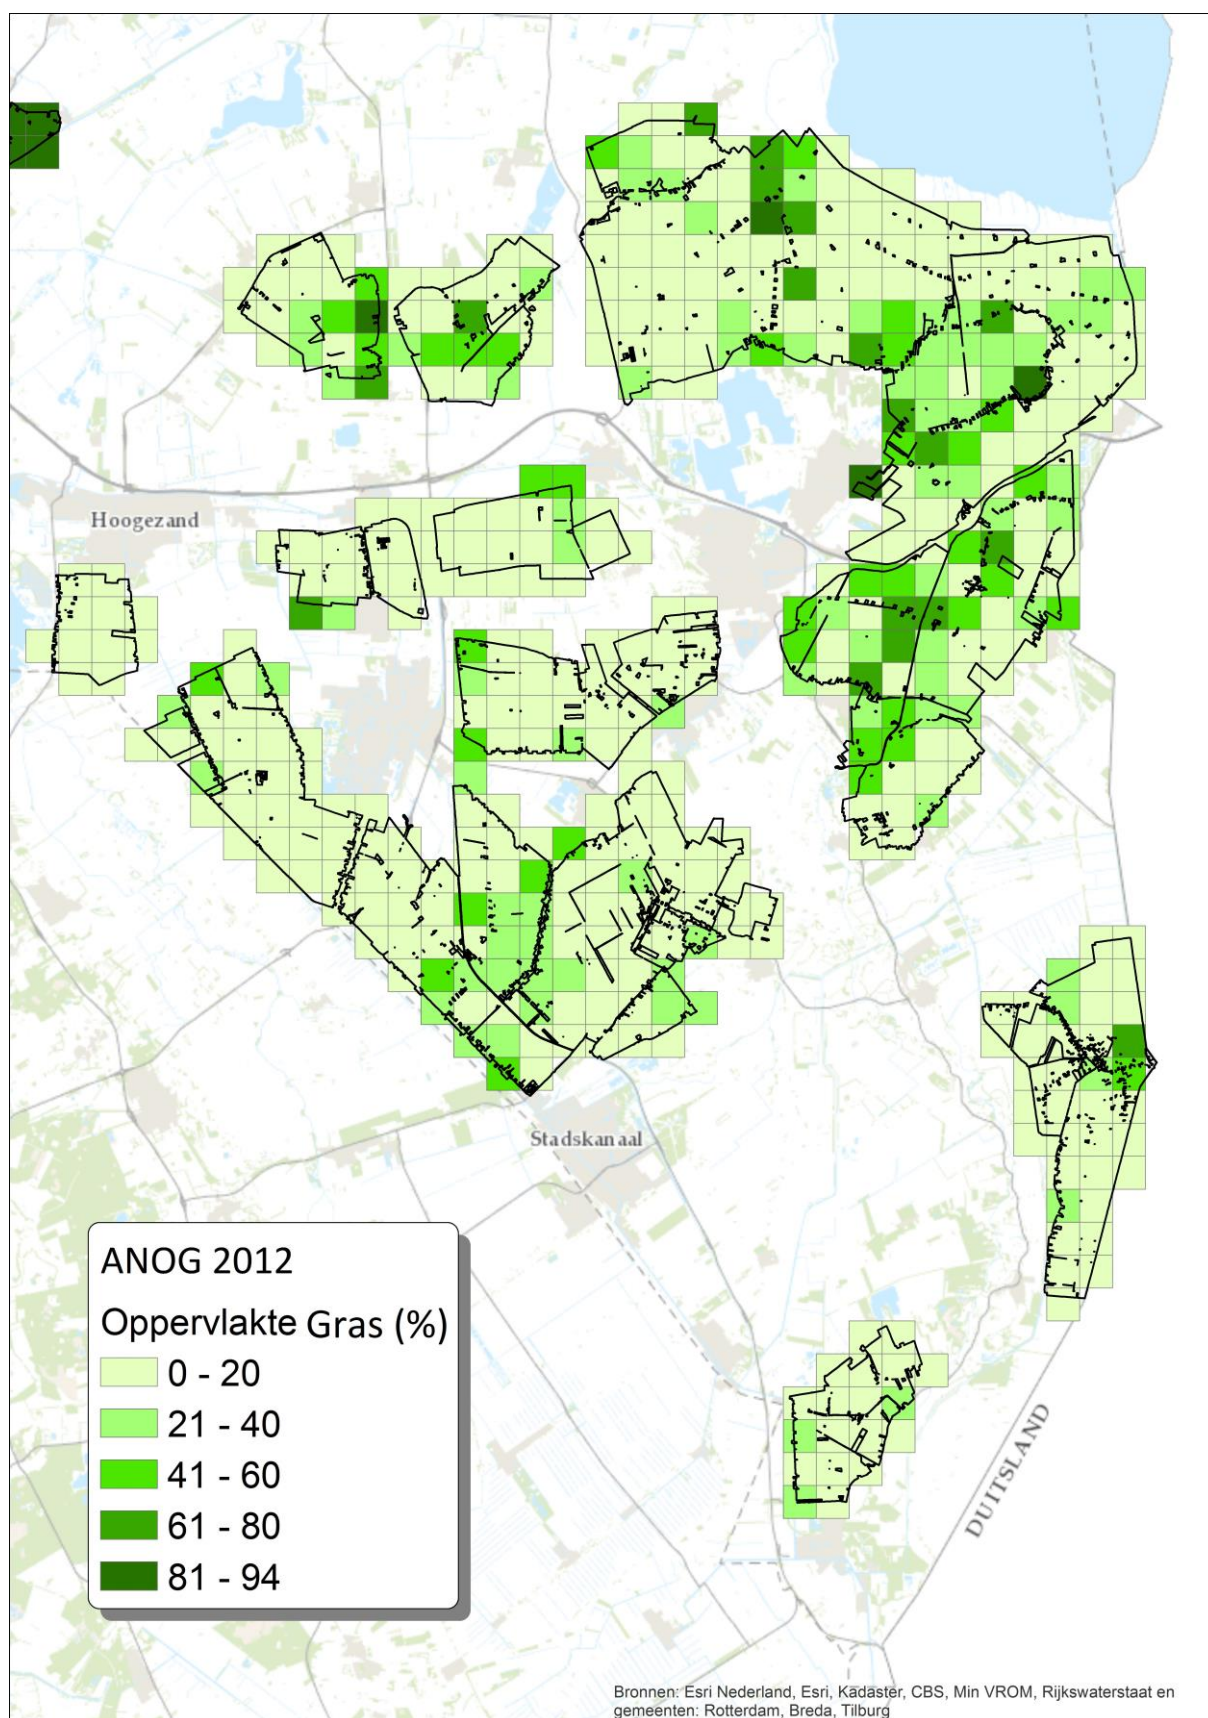 Hoogezand
Stadskanaal
DUITSLAND
ANOG 2012
Oppervlakte Gras (%)
0 - 20
21 - 40
41 - 60
61 - 80
81 - 94
Bronnen: Esri Nederland, Esri, Kadaster, CBS, Min VROM, Rijkswaterstaat en
gemeenten: Rotterdam, Breda, Tilburg